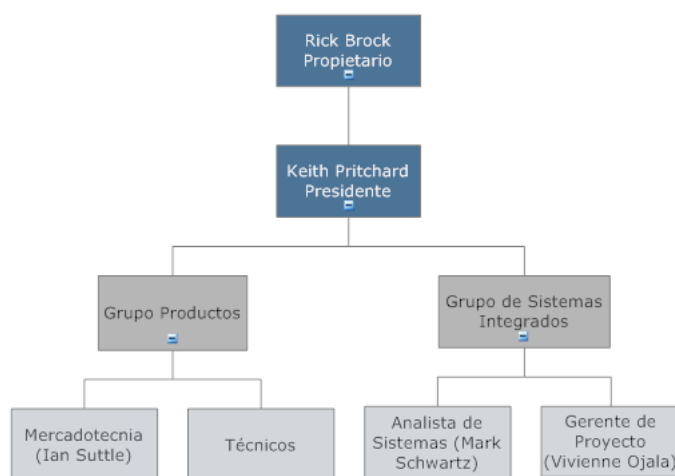 Rick Brock
Propietario
Keith Pritchard
Presidente
Grupo Productos
Grupo de Sistemas
Integrados
Mercadotecnia
(Ian Suttle)
Técnicos
Analista de
Sistemas (Mark
Schwartz)
Gerente de
Proyecto
(Vivienne Ojala)